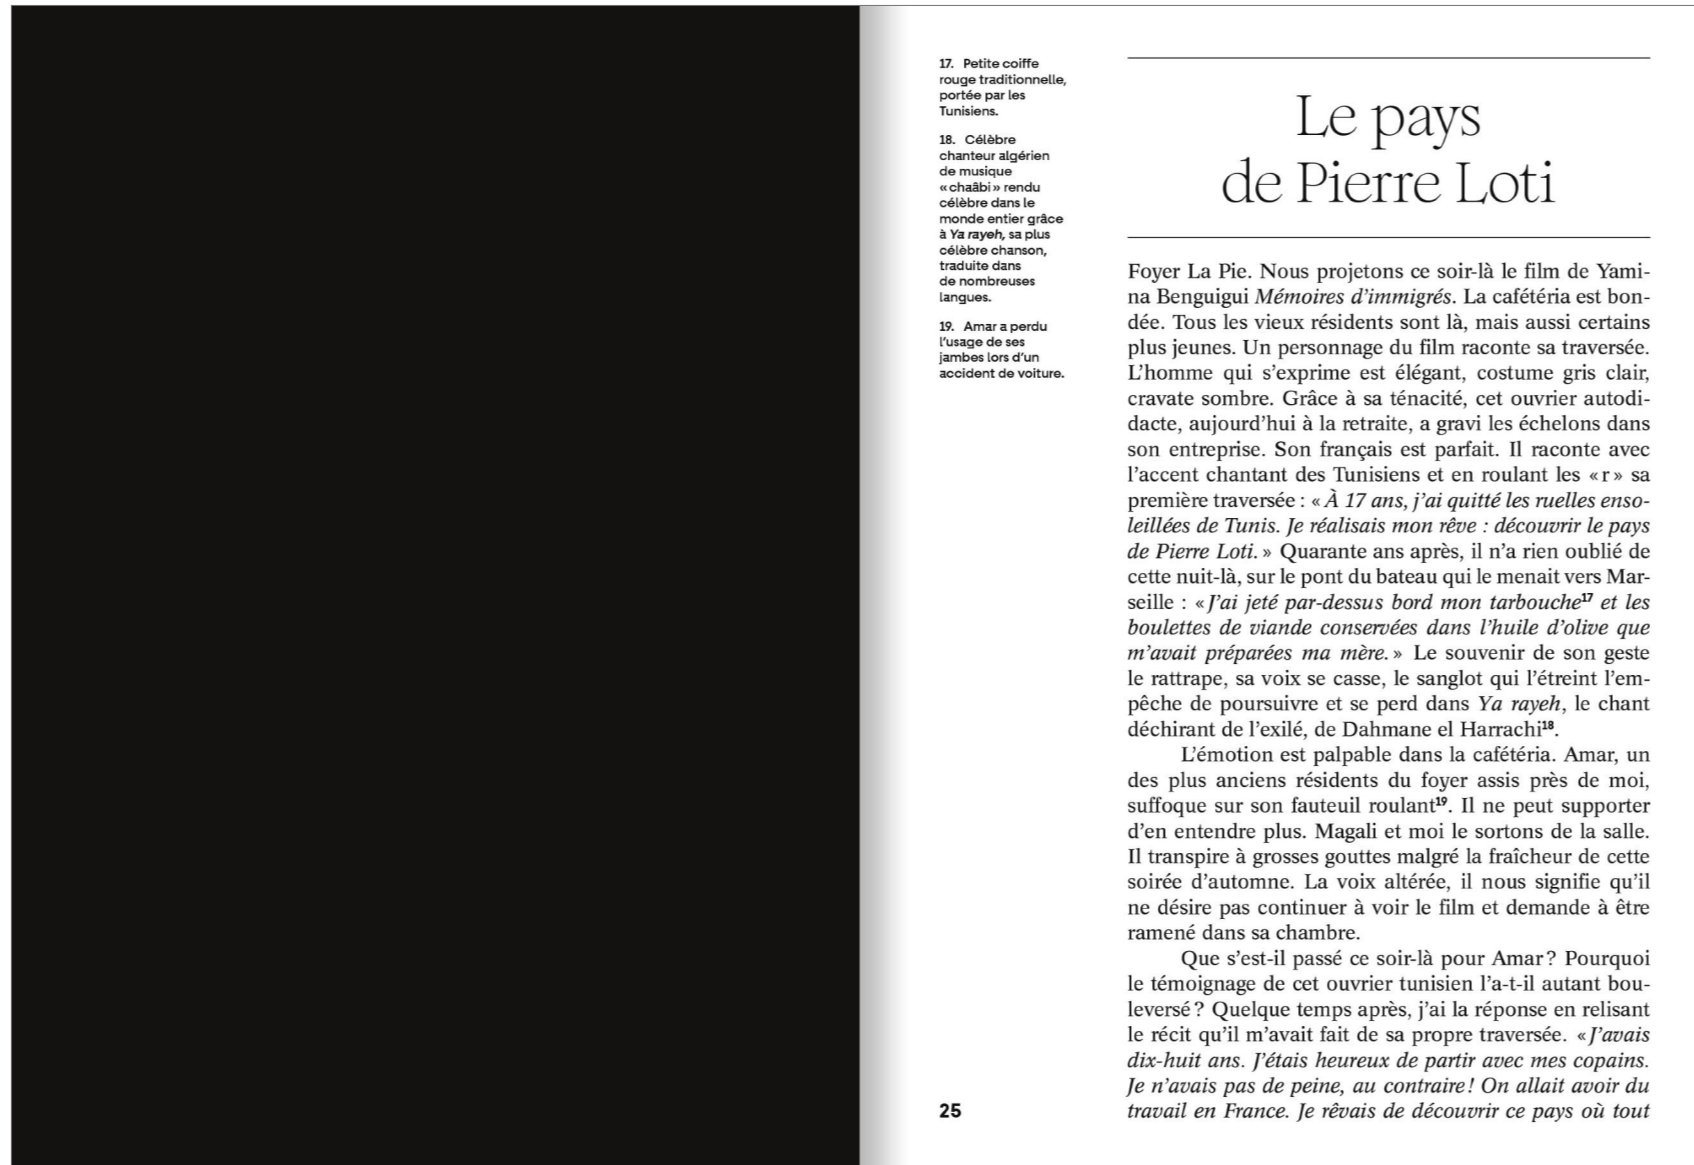 17. Petite coiffe
rouge traditionnelle,
portée par les
Tunisiens.
18. Célèbre
chanteur algérien
de musique
« chaâbi » rendu
célèbre dans le
monde entier grâce
à Ya rayeh, sa plus
célèbre chanson,
traduite dans
de nombreuses
langues.
19. Amar a perdu
l’usage de ses
jambes lors d’un
accident de voiture.
Le pays
de Pierre Loti
Foyer La Pie. Nous projetons ce soir-là le film de Yami-
na Benguigui Mémoires d’immigrés. La cafétéria est bon-
dée. Tous les vieux résidents sont là, mais aussi certains
plus jeunes. Un personnage du film raconte sa traversée.
L’homme qui s’exprime est élégant, costume gris clair,
cravate sombre. Grâce à sa ténacité, cet ouvrier autodi-
dacte, aujourd’hui à la retraite, a gravi les échelons dans
son entreprise. Son français est parfait. Il raconte avec
l’accent chantant des Tunisiens et en roulant les « r » sa
première traversée : « À 17 ans, j’ai quitté les ruelles enso-
leillées de Tunis. Je réalisais mon rêve : découvrir le pays
de Pierre Loti. » Quarante ans après, il n’a rien oublié de
cette nuit-là, sur le pont du bateau qui le menait vers Mar-
seille : « J’ai jeté par-dessus bord mon tarbouche17 et les
boulettes de viande conservées dans l’huile d’olive que
m’avait préparées ma mère. » Le souvenir de son geste
le rattrape, sa voix se casse, le sanglot qui l’étreint l’em-
pêche de poursuivre et se perd dans Ya rayeh, le chant
déchirant de l’exilé, de Dahmane el Harrachi18.
L’émotion est palpable dans la cafétéria. Amar, un
des plus anciens résidents du foyer assis près de moi,
suffoque sur son fauteuil roulant19. Il ne peut supporter
d’en entendre plus. Magali et moi le sortons de la salle.
Il transpire à grosses gouttes malgré la fraîcheur de cette
soirée d’automne. La voix altérée, il nous signifie qu’il
ne désire pas continuer à voir le film et demande à être
ramené dans sa chambre.
Que s’est-il passé ce soir-là pour Amar ? Pourquoi
le témoignage de cet ouvrier tunisien l’a-t-il autant bou-
leversé ? Quelque temps après, j’ai la réponse en relisant
le récit qu’il m’avait fait de sa propre traversée. « J’avais
dix-huit ans. J’étais heureux de partir avec mes copains.
Je n’avais pas de peine, au contraire ! On allait avoir du
travail en France. Je rêvais de découvrir ce pays où tout
25